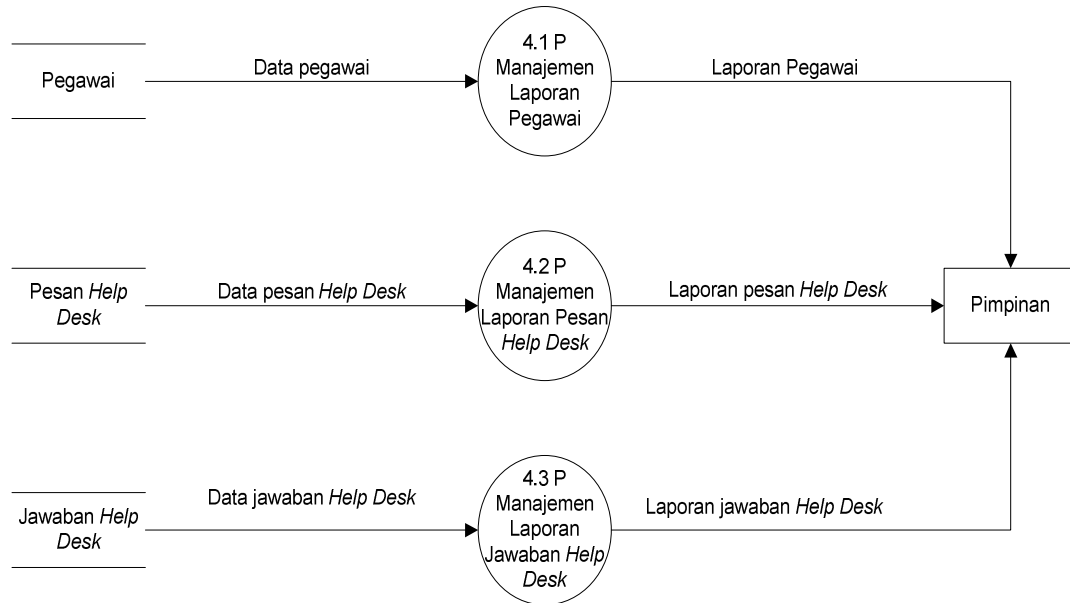 Pegawai
Data pegawai
4.1 P
Manajemen
Laporan
Pegawai
Laporan Pegawai
Pesan Help
Desk
Data pesan Help Desk
4.2 P
Manajemen
Laporan Pesan
Help Desk
Laporan pesan Help Desk
Pimpinan
Jawaban Help
Desk
Data jawaban Help Desk
4.3 P
Manajemen
Laporan
Jawaban Help
Desk
Laporan jawaban Help Desk